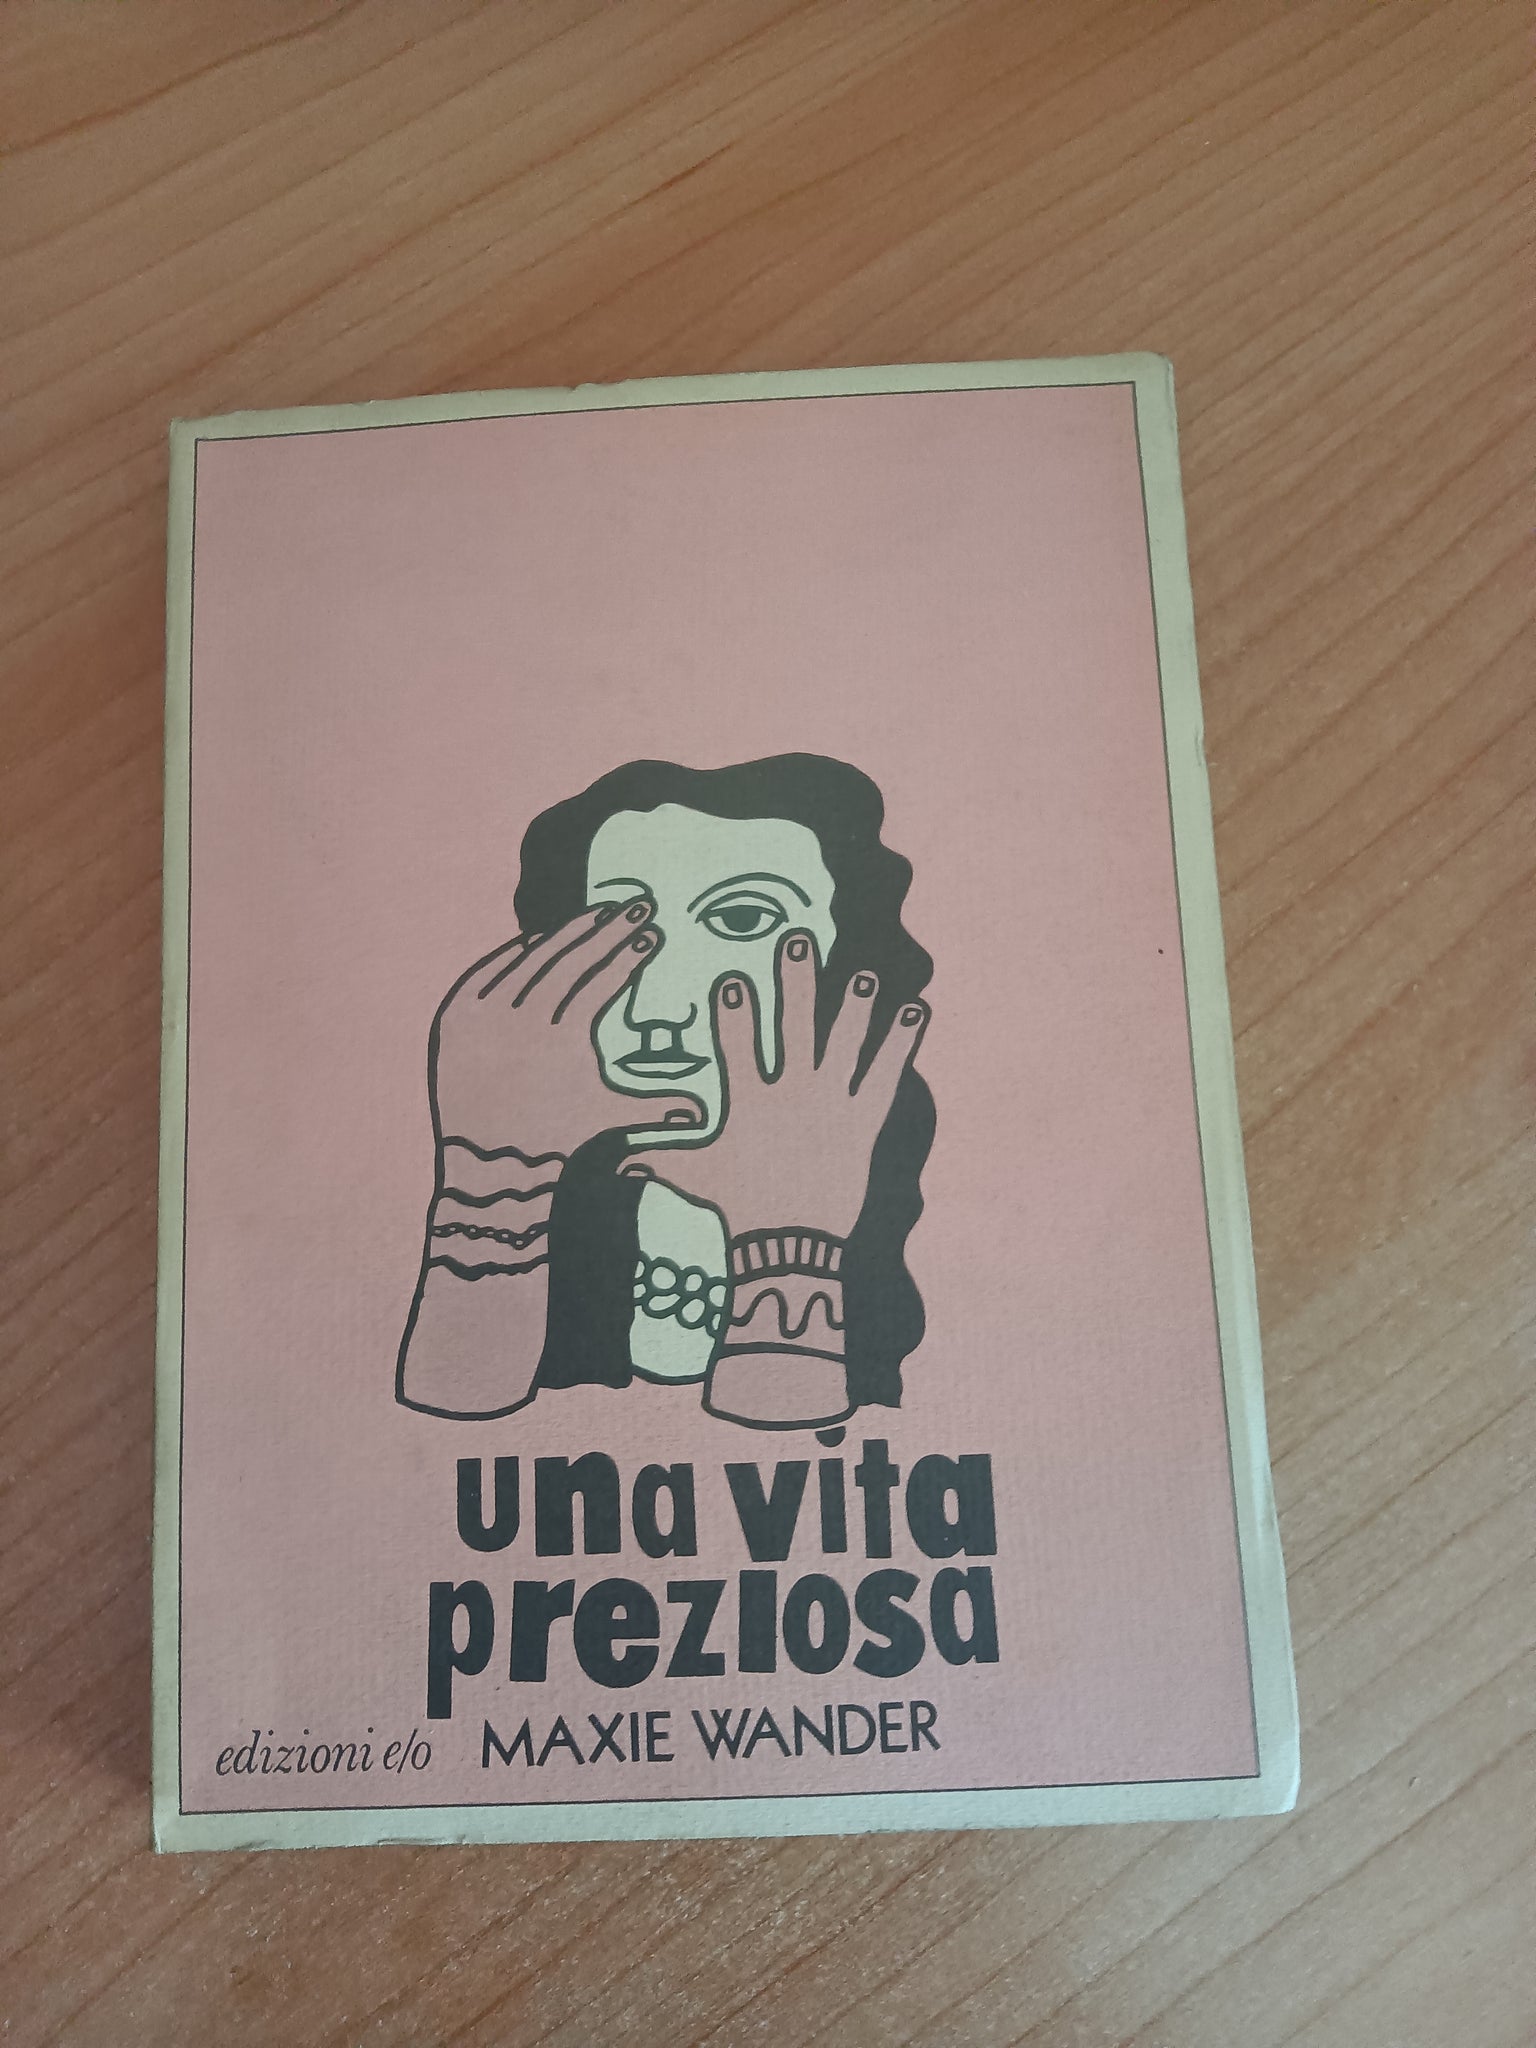 una vita
preziosa
edizioni e/o MAXIE WANDER